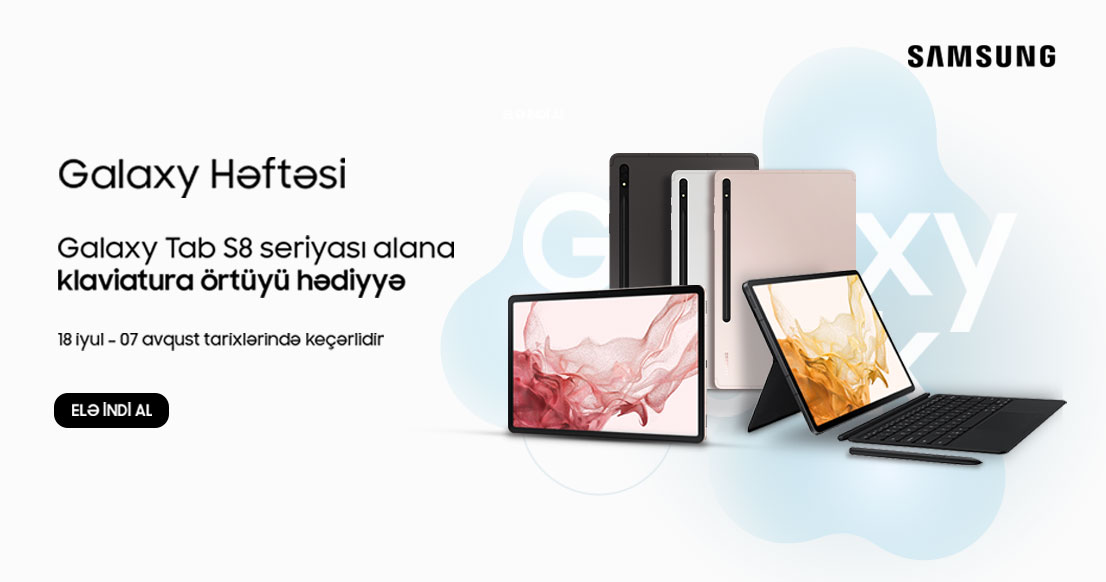 SAMSUNG
Galaxy Həftəsi
Galaxy Tab S8 seriyası alana
klaviatura örtüyü hədiyyə
18 iyul - 07 avqust tarixlərində keçərlidir
ELƏ İNDİ AL